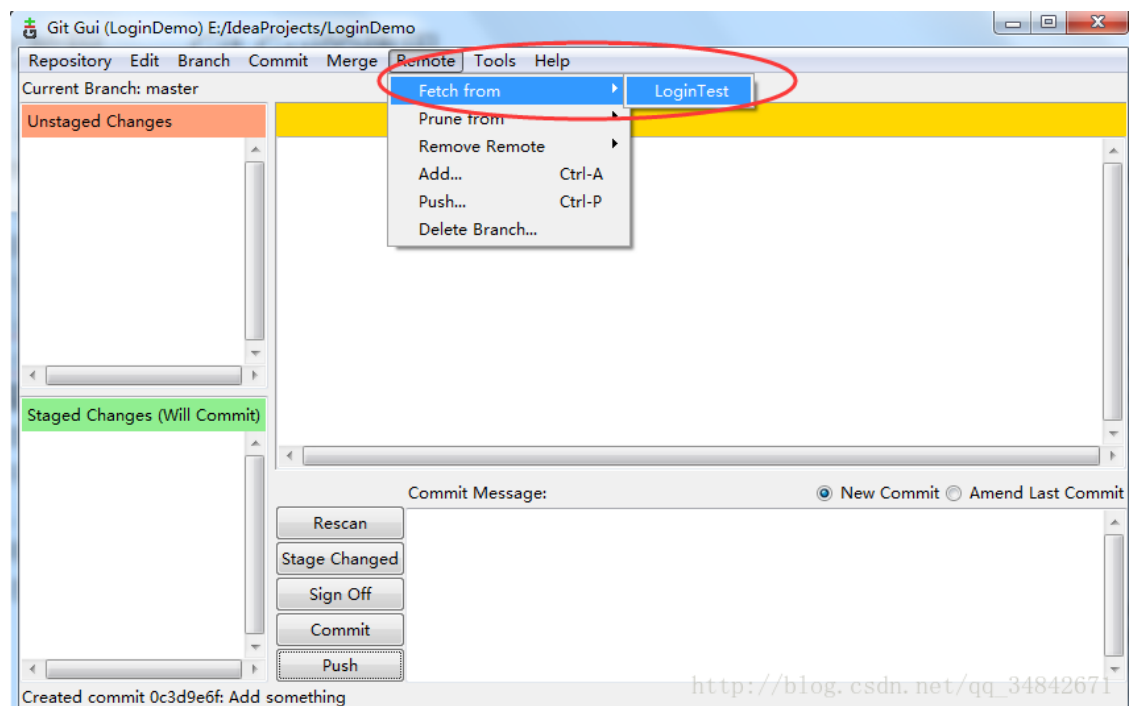 Git Gui (LoginDemo) E:/IdeaProjects/LoginDemo
Repository Edit Branch Commit Merge Remote Tools Help
Current Branch: master
Fetch from LoginTest
Unstaged Changes
Prune from
Remove Remote
Add... Ctrl-A
Push... Ctrl-P
Delete Branch...
Staged Changes (Will Commit)
Commit Message: New Commit Amend Last Commit
Rescan
Stage Changed
Sign Off
Commit
Push
http://blog.csdn.net/qq_34842671
Created commit 0c3d9e6f: Add something